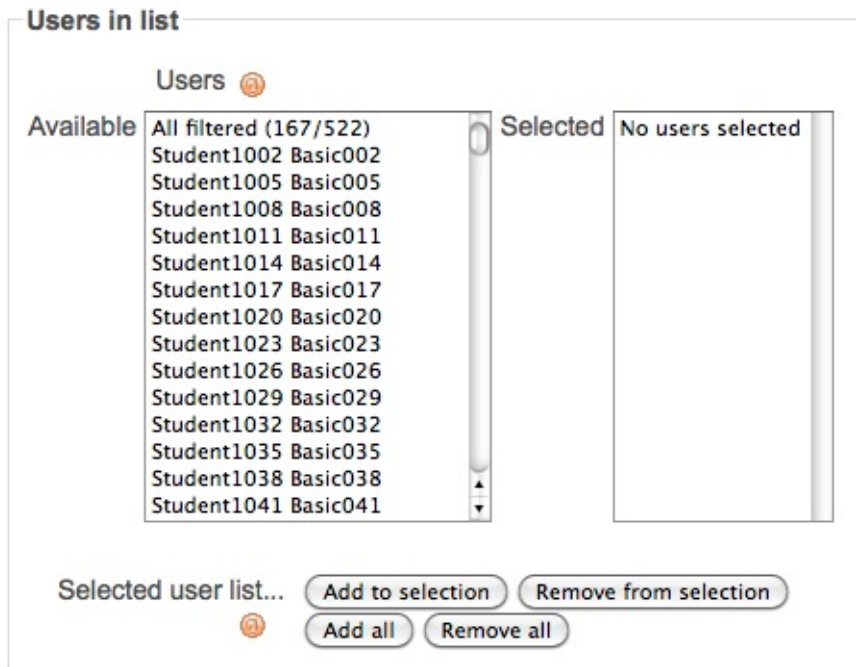 Users in list
Users
Available
All filtered (167/522)
Student1002 Basic002
Student1005 Basic005
Student1008 Basic008
Student1011 Basic011
Student1014 Basic014
Student1017 Basic017
Student1020 Basic020
Student1023 Basic023
Student1026 Basic026
Student1029 Basic029
Student1032 Basic032
Student1035 Basic035
Student1038 Basic038
Student1041 Basic041
Selected
No users selected
Selected user list...
Add to selection Remove from selection
Add all Remove all